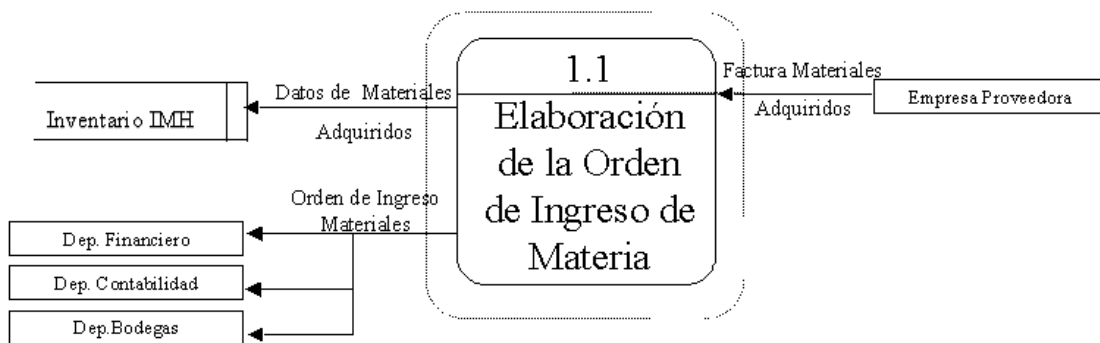 1.1
Elaboración
de la Orden
de Ingreso de
Materia
Factura Materiales
Adquiridos
Empresa Proveedora
Datos de Materiales
Adquiridos
Inventario IMH
Orden de Ingreso
Materiales
Dep. Financiero
Dep. Contabilidad
Dep.Bodegas